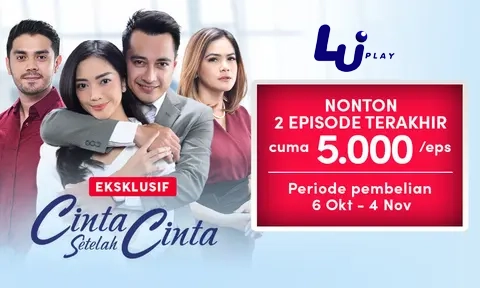 LUi
PLAY
NONTON
2 EPISODE TERAKHIR
cuma 5.000 /eps
Periode pembelian
6 Okt - 4 Nov
EKSKLUSIF
Cinta
Setelah Cinta